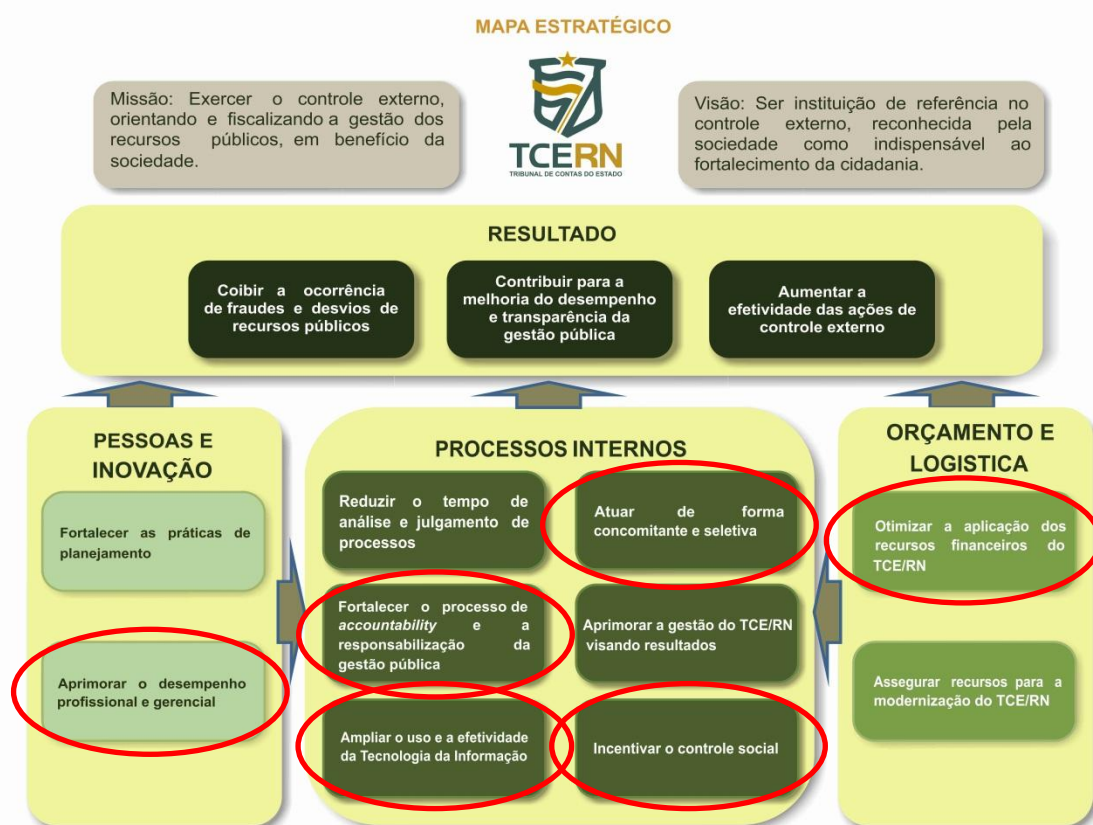 MAPA ESTRATÉGICO
Missão: Exercer o controle externo,
orientando e fiscalizando a gestão dos
recursos públicos, em benefício da
sociedade.
TCERN
TRIBUNAL DE CONTAS DO ESTADO
Visão: Ser instituição de referência no
controle externo, reconhecida pela
sociedade como indispensável ao
fortalecimento da cidadania.
RESULTADO
Coibir a ocorrência
de fraudes e desvios de
recursos públicos
Contribuir para a
melhoria do desempenho
e transparência da
gestão pública
Aumentar a
efetividade das ações de
controle externo
PESSOAS E
INOVAÇÃO
Fortalecer as práticas de
planejamento
Aprimorar o desempenho
profissional e gerencial
PROCESSOS INTERNOS
Reduzir o tempo de
análise e julgamento de
processos
Atuar de forma
concomitante e seletiva
Fortalecer o processo de
accountability e a
responsabilização da
gestão pública
Aprimorar a gestão do TCE/RN
visando resultados
Ampliar o uso e a efetividade
da Tecnologia da Informação
Incentivar o controle social
ORÇAMENTO E
LOGISTICA
Otimizar a aplicação dos
recursos financeiros do
TCE/RN
Assegurar recursos para a
modernização do TCE/RN